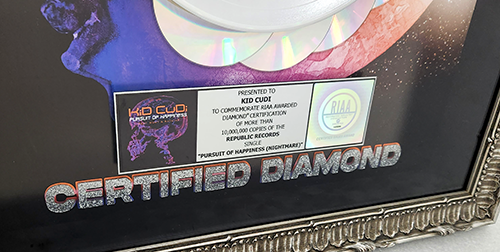 KiD CUDi
PURSUIT OF HAPPINESS
PRESENTED TO
KID CUDI
TO COMMEMORATE RIAA AWARDED
DIAMOND® CERTIFICATION
OF MORE THAN
10,000,000 COPIES OF THE
REPUBLIC RECORDS
SINGLE
"PURSUIT OF HAPPINESS (NIGHTMARE)"
RIAA
CERTIFIED DIAMOND